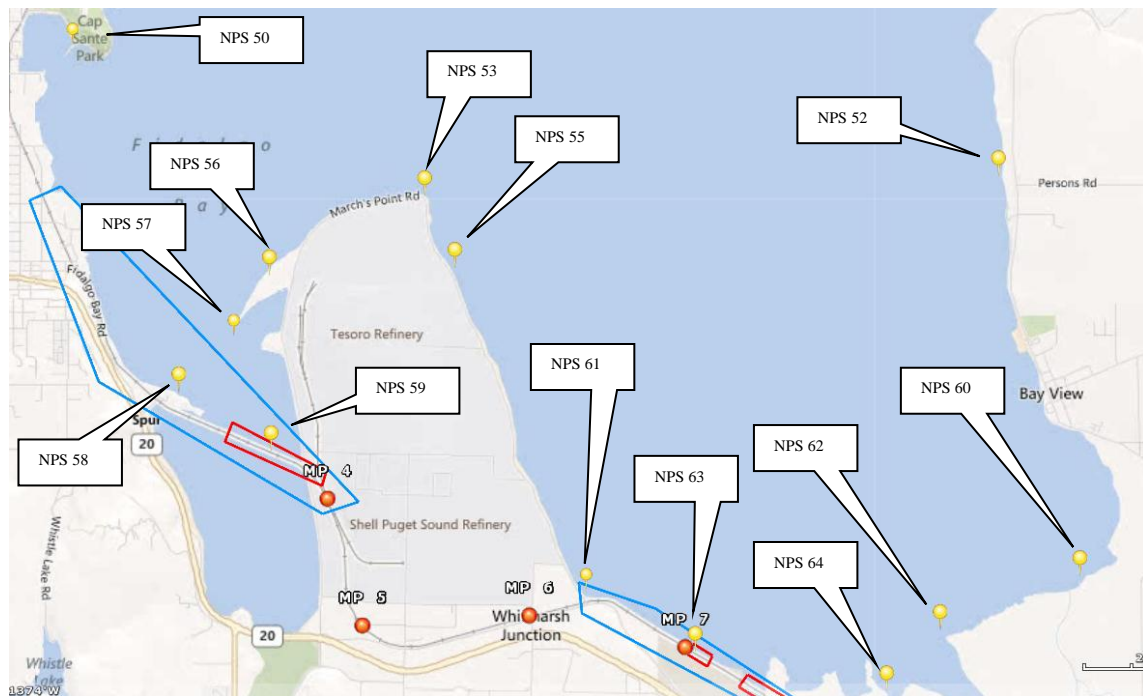 Cap
Sante
Park
NPS 50
NPS 53
NPS 55
NPS 52
NPS 56
NPS 57
Fidalgo
Bay
March's Point Rd
Persons Rd
Fidalgo Bay Rd
Tesoro Refinery
NPS 61
NPS 59
NPS 60
Bay View
Spur
20
NPS 58
NPS 62
NPS 63
MP 4
Shell Puget Sound Refinery
NPS 64
Whistle Lake Rd
MP 5
MP 6
MP 7
Junction
20
Whistle
Lake
1374°W